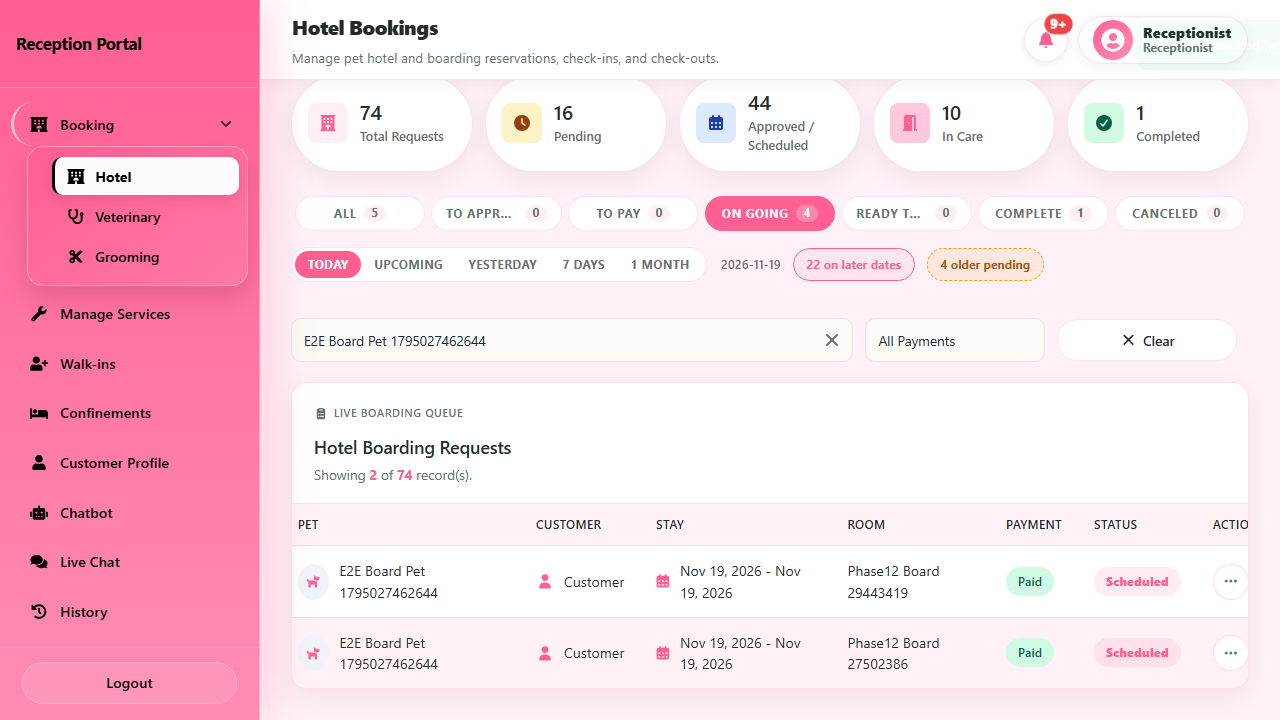 Reception Portal
Booking
Hotel
Veterinary
Grooming
Manage Services
Walk-ins
Confinements
Customer Profile
Chatbot
Live Chat
History
Logout
Hotel Bookings
Manage pet hotel and boarding reservations, check-ins, and check-outs.
9+
Receptionist
Receptionist
74
Total Requests
16
Pending
44
Approved /
Scheduled
10
In Care
1
Completed
ALL 5
TO APPR... 0
TO PAY 0
ON GOING 4
READY T... 0
COMPLETE 1
CANCELED 0
TODAY
UPCOMING
YESTERDAY
7 DAYS
1 MONTH
2026-11-19
22 on later dates
4 older pending
E2E Board Pet 1795027462644
All Payments
Clear
LIVE BOARDING QUEUE
Hotel Boarding Requests
Showing 2 of 74 record(s).
PET CUSTOMER STAY ROOM PAYMENT STATUS ACTIO
E2E Board Pet
1795027462644
Customer
Nov 19, 2026 - Nov
19, 2026
Phase12 Board
29443419
Paid
Scheduled
E2E Board Pet
1795027462644
Customer
Nov 19, 2026 - Nov
19, 2026
Phase12 Board
27502386
Paid
Scheduled